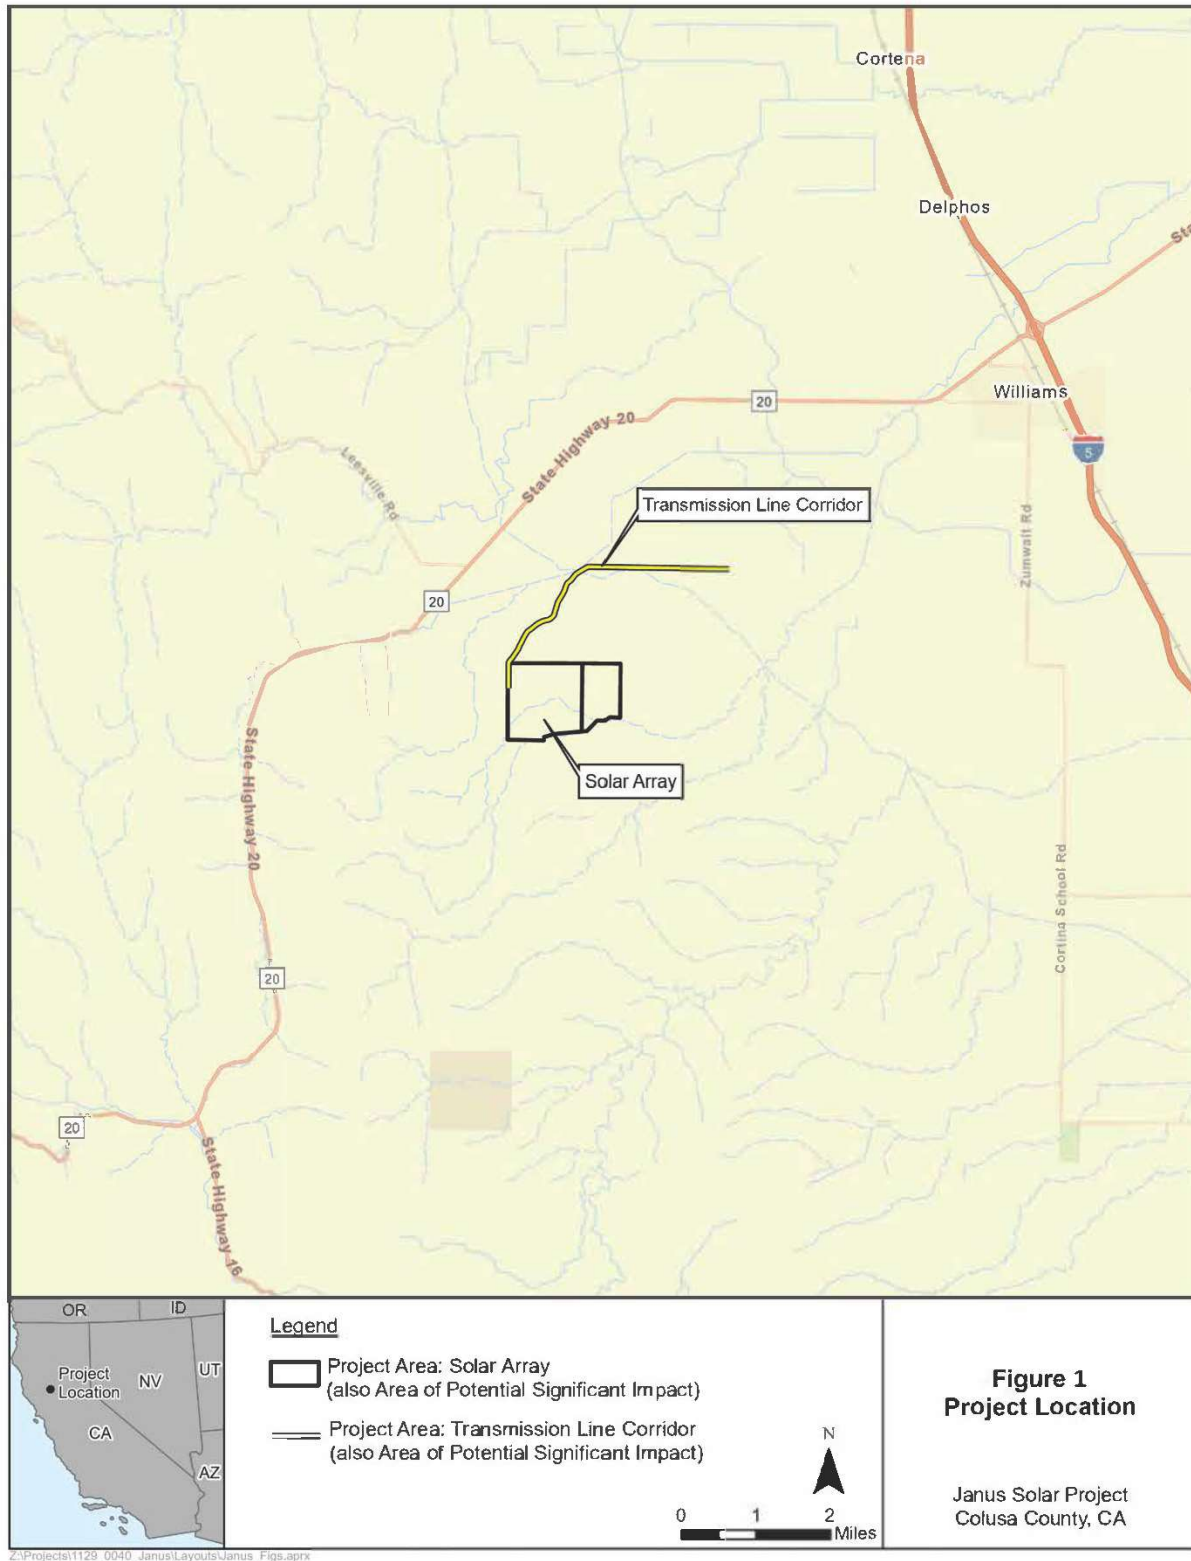 Cortena
Delphos
Sta
20
State Highway 20
Williams
5
Leesville Rd
Transmission Line Corridor
Zumwalt Rd
20
Solar Array
State Highway 20
Cortina School Rd
20
20
State Highway 16
OR
ID
Project
Location
NV
UT
CA
AZ
Legend
Project Area: Solar Array
(also Area of Potential Significant Impact)
Project Area: Transmission Line Corridor
(also Area of Potential Significant Impact)
N
0 1 2
Miles
Figure 1
Project Location
Janus Solar Project
Colusa County, CA
Z:\Projects\1129_0040_Janus\Layouts\Janus_Figs.aprx